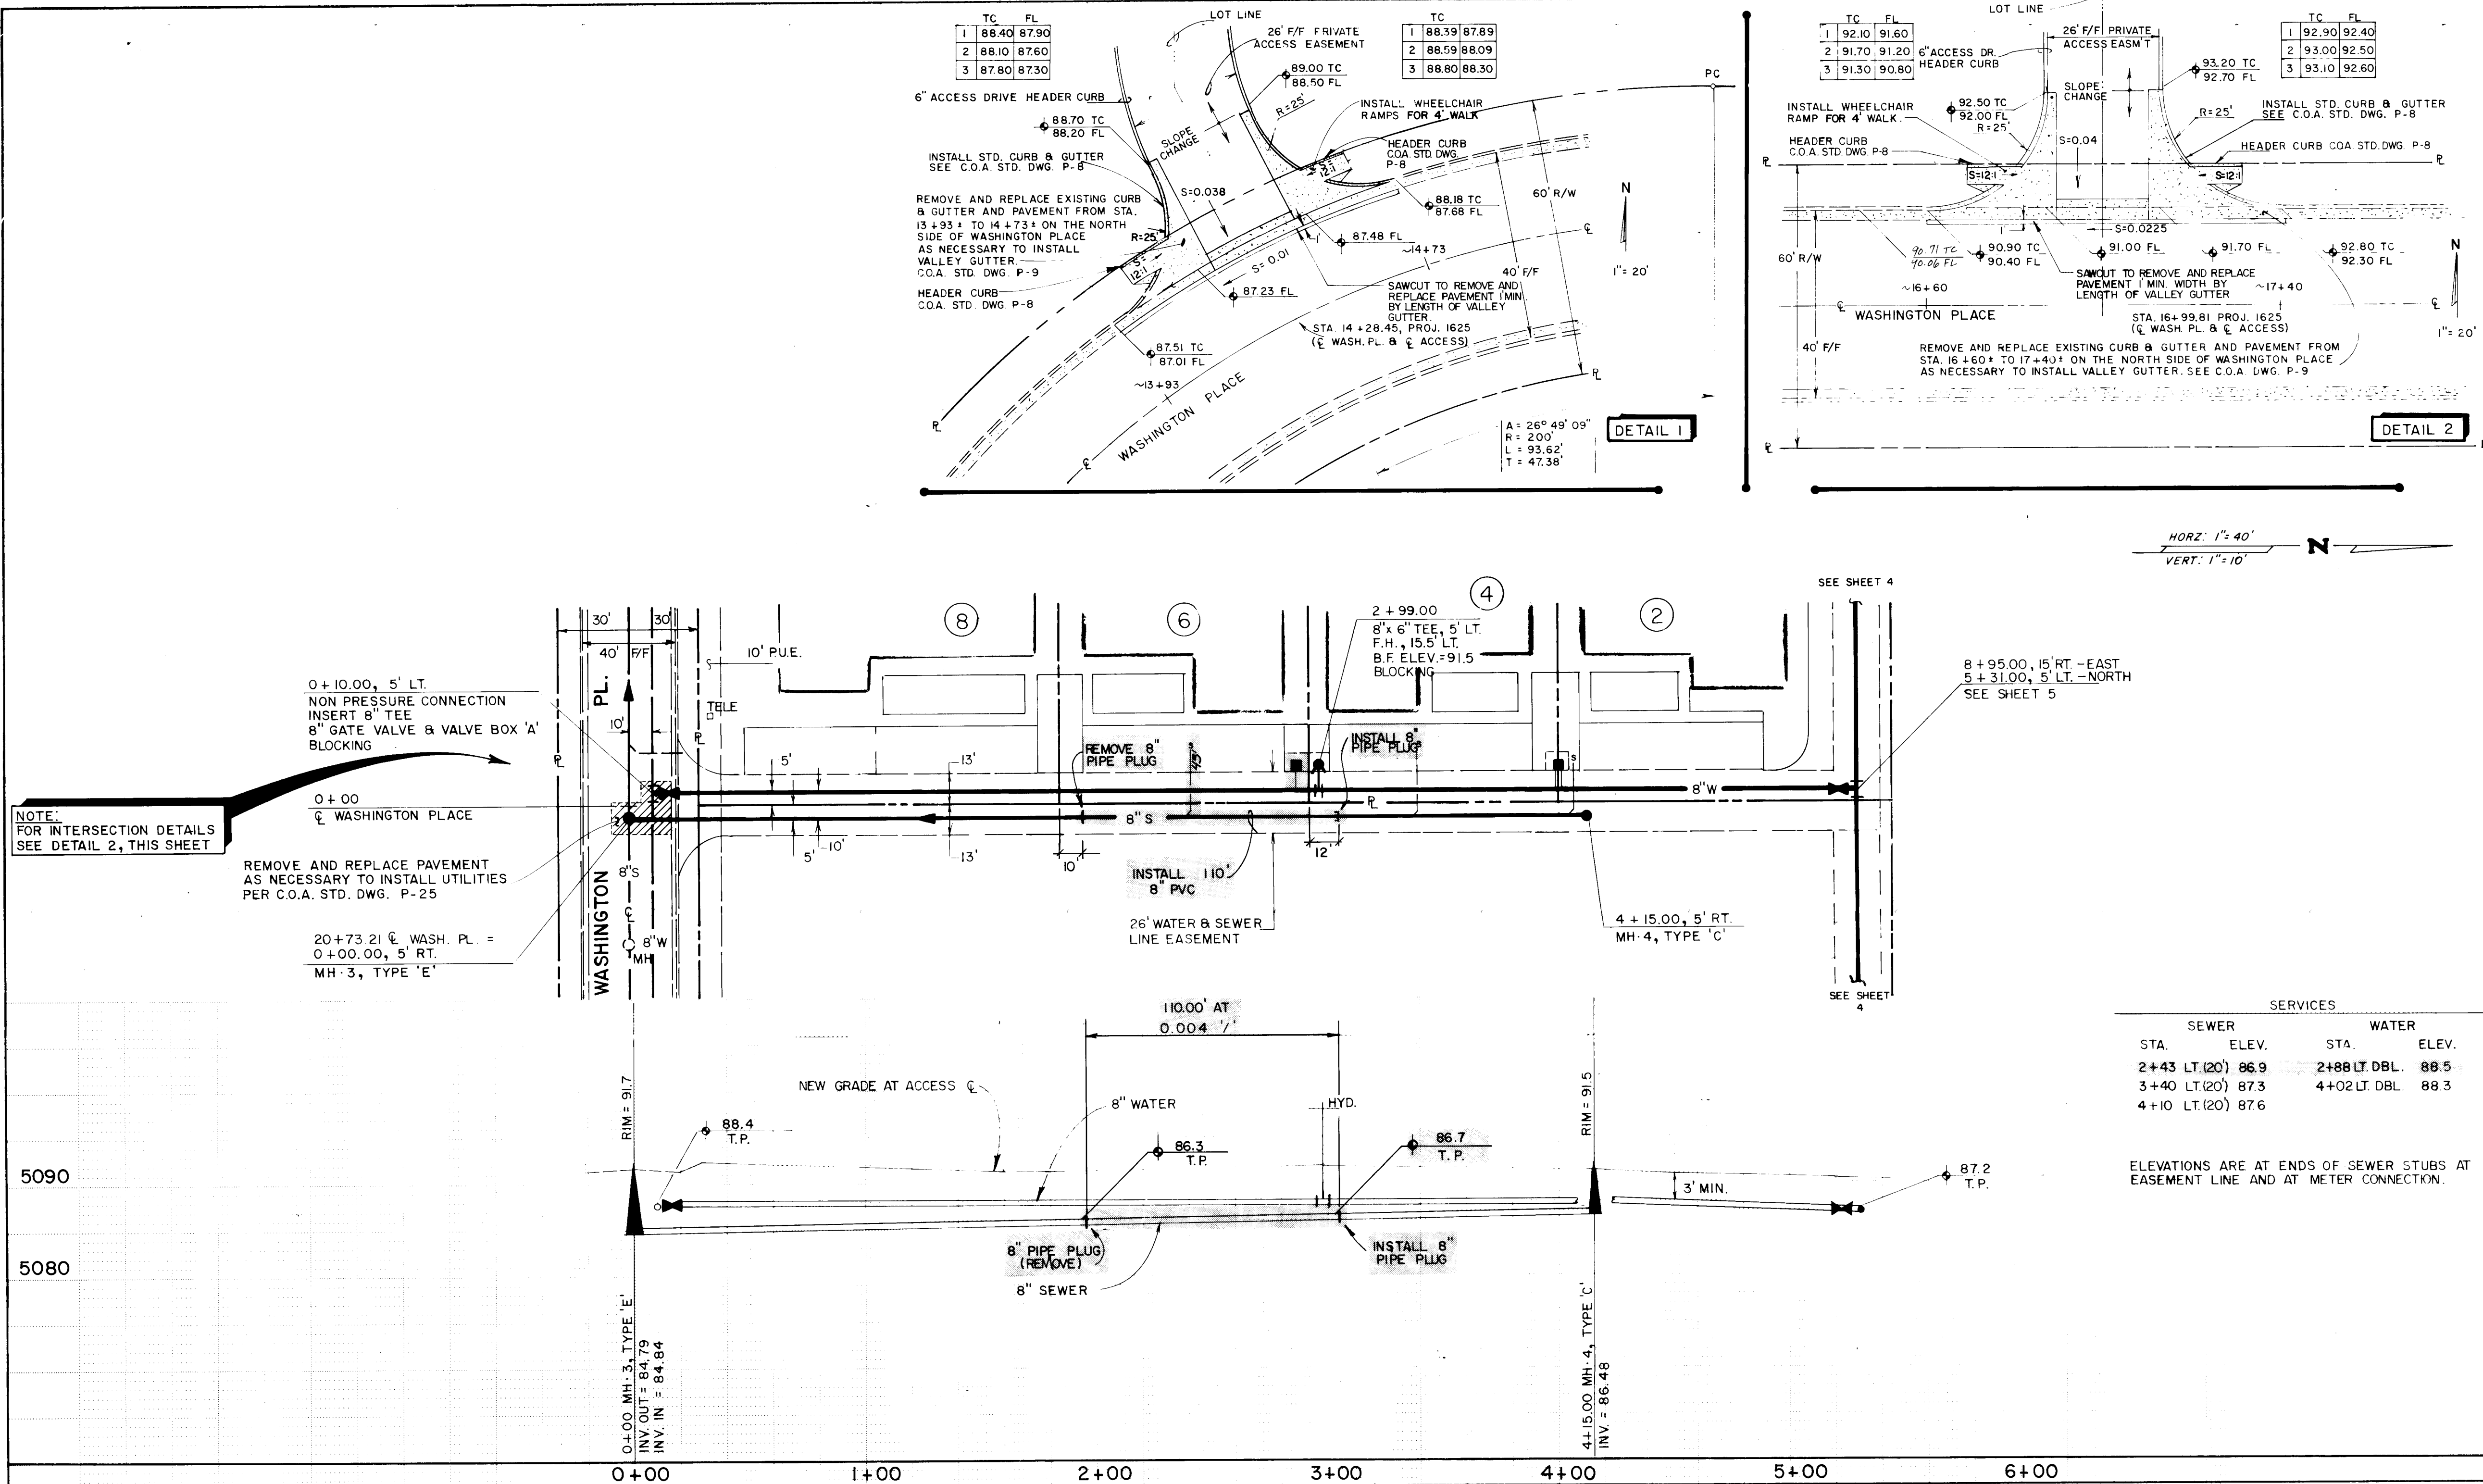 TC FL
1 88.40 87.90
2 88.10 87.60
3 87.80 87.30
LOT LINE
26' F/F PRIVATE
ACCESS EASEMENT
TC
1 88.39 87.89
2 88.59 88.09
3 88.80 88.30
89.00 TC
88.50 FL
PC
6" ACCESS DRIVE HEADER CURB
88.70 TC
88.20 FL
R=25'
SLOPE
CHANGE
INSTALL WHEELCHAIR
RAMPS FOR 4' WALK
HEADER CURB
COA. STD. DWG.
P-8
INSTALL STD. CURB & GUTTER
SEE C.O.A. STD. DWG. P-8
S=
12:1
S=0.038
60' R/W
N
REMOVE AND REPLACE EXISTING CURB
& GUTTER AND PAVEMENT FROM STA.
13+93± TO 14+73± ON THE NORTH
SIDE OF WASHINGTON PLACE
AS NECESSARY TO INSTALL
VALLEY GUTTER.
C.O.A. STD. DWG. P-9
R=25'
88.18 TC
87.68 FL
87.48 FL
~14+73
1"= 20'
S=
12:1
S= 0.01
40' F/F
HEADER CURB
C.O.A. STD. DWG. P-8
87.23 FL
SAWCUT TO REMOVE AND
REPLACE PAVEMENT 1' MIN.
BY LENGTH OF VALLEY
GUTTER.
STA. 14+28.45, PROJ. 1625
(℄ WASH. PL. & ℄ ACCESS)
87.51 TC
87.01 FL
~13+93
WASHINGTON PLACE
A = 26° 49' 09"
R = 200'
L = 93.62'
T = 47.38'
DETAIL 1
LOT LINE
TC FL
1 92.10 91.60
2 91.70 91.20
3 91.30 90.80
6" ACCESS DR.
HEADER CURB
26' F/F PRIVATE
ACCESS EASM'T
TC FL
1 92.90 92.40
2 93.00 92.50
3 93.10 92.60
93.20 TC
92.70 FL
SLOPE
CHANGE
INSTALL WHEELCHAIR
RAMP FOR 4' WALK.
92.50 TC
92.00 FL
R=25'
R=25'
INSTALL STD. CURB & GUTTER
SEE C.O.A. STD. DWG. P-8
HEADER CURB
C.O.A. STD. DWG. P-8
S=0.04
HEADER CURB COA STD. DWG. P-8
S=12:1
S=12:1
60' R/W
S=0.0225
90.71 TC
90.06 FL
90.90 TC
90.40 FL
91.00 FL
91.70 FL
92.80 TC
92.30 FL
N
SAWCUT TO REMOVE AND REPLACE
PAVEMENT 1' MIN. WIDTH BY
LENGTH OF VALLEY GUTTER
~16+60
~17+40
WASHINGTON PLACE
STA. 16+99.81 PROJ. 1625
(℄ WASH. PL. & ℄ ACCESS)
1"= 20'
40' F/F
REMOVE AND REPLACE EXISTING CURB & GUTTER AND PAVEMENT FROM
STA. 16+60± TO 17+40± ON THE NORTH SIDE OF WASHINGTON PLACE
AS NECESSARY TO INSTALL VALLEY GUTTER. SEE C.O.A. DWG. P-9
DETAIL 2
HORZ: 1"= 40'
VERT: 1"= 10'
N
SEE SHEET 4
30' 30'
40' F/F
10' P.U.E.
8
6
4
2
2+99.00
8" x 6" TEE, 5' LT.
F.H., 15.5' LT.
B.F. ELEV.=91.5
BLOCKING
0+10.00, 5' LT.
NON PRESSURE CONNECTION
INSERT 8" TEE
8" GATE VALVE & VALVE BOX 'A'
BLOCKING
TELE
10'
8+95.00, 15' RT. -EAST
5+31.00, 5' LT. -NORTH
SEE SHEET 5
REMOVE 8"
PIPE PLUG
INSTALL 8"
PIPE PLUG
5'
13'
S
8"W
0+00
℄ WASHINGTON PLACE
NOTE:
FOR INTERSECTION DETAILS
SEE DETAIL 2, THIS SHEET
8" S
5'
10'
13'
10'
12'
REMOVE AND REPLACE PAVEMENT
AS NECESSARY TO INSTALL UTILITIES
PER C.O.A. STD. DWG. P-25
8"S
INSTALL 110'
8" PVC
26' WATER & SEWER
LINE EASEMENT
4+15.00, 5' RT.
MH-4, TYPE 'C'
20+73.21 ℄ WASH. PL. =
0+00.00, 5' RT.
MH-3, TYPE 'E'
8"W
MH
WASHINGTON PL.
SEE SHEET
4
110.00' AT
0.004 '/'
SERVICES
SEWER WATER
STA. ELEV. STA. ELEV.
2+43 LT.(20') 86.9 2+88 LT. DBL. 88.5
3+40 LT.(20') 87.3 4+02 LT. DBL. 88.3
4+10 LT.(20') 87.6
ELEVATIONS ARE AT ENDS OF SEWER STUBS AT
EASEMENT LINE AND AT METER CONNECTION.
RIM = 91.7
NEW GRADE AT ACCESS ℄
8" WATER
HYD.
RIM = 91.5
88.4
T.P.
86.3
T.P.
86.7
T.P.
87.2
T.P.
3' MIN.
5090
5080
8" PIPE PLUG
(REMOVE)
INSTALL 8"
PIPE PLUG
8" SEWER
0+00 MH-3, TYPE 'E'
INV. OUT = 84.79
INV. IN = 84.84
4+15.00 MH-4, TYPE 'C'
INV. = 86.48
0+00 1+00 2+00 3+00 4+00 5+00 6+00